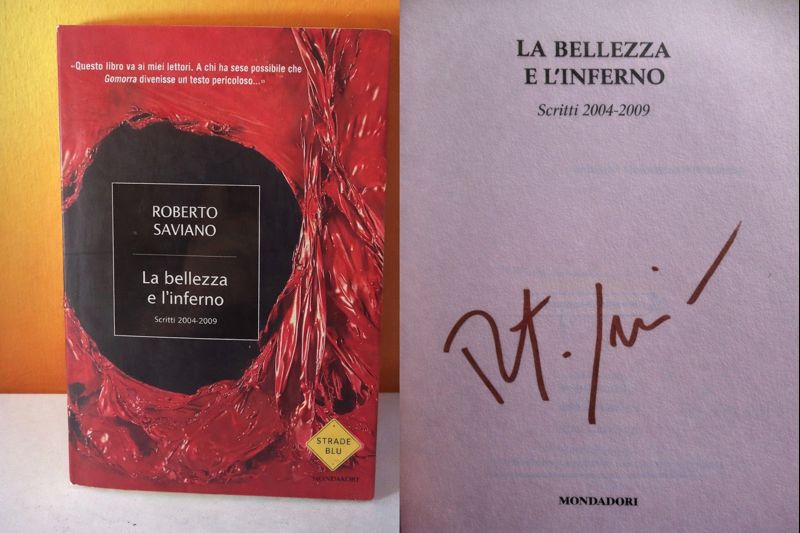 «Questo libro va ai miei lettori. A chi ha sese possibile che
Gomorra divenisse un testo pericoloso...»
ROBERTO
SAVIANO
La bellezza
e l'inferno
Scritti 2004-2009
STRADE
BLU
MONDADORI
LA BELLEZZA
E L'INFERNO
Scritti 2004-2009
MONDADORI